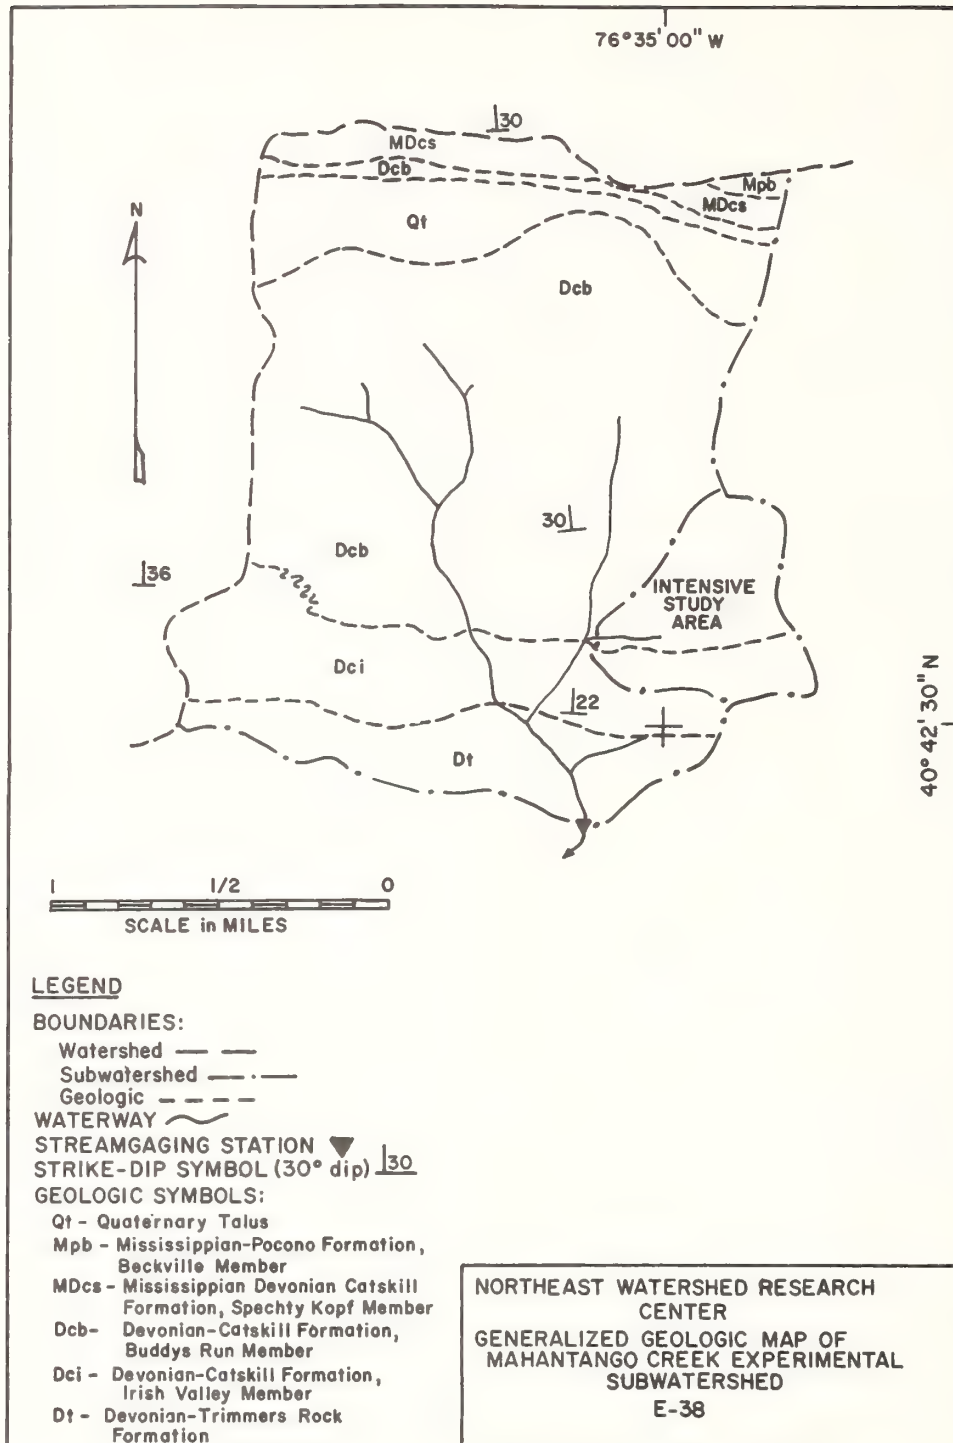 76°35'00" W
30
MDcs
Dcb
Mpb
MDcs
N
Qt
Dcb
30
Dcb
36
INTENSIVE
STUDY
AREA
Dci
22
40°42'30"N
Dt
1 1/2 0
SCALE in MILES
LEGEND
BOUNDARIES:
Watershed
Subwatershed
Geologic
WATERWAY
STREAMGAGING STATION
STRIKE-DIP SYMBOL (30° dip) 30
GEOLOGIC SYMBOLS:
Qt - Quaternary Talus
Mpb - Mississippian-Pocono Formation,
Beckville Member
MDcs - Mississippian Devonian Catskill
Formation, Spechty Kopf Member
Dcb- Devonian-Catskill Formation,
Buddys Run Member
Dci - Devonian-Catskill Formation,
Irish Valley Member
Dt - Devonian-Trimmers Rock
Formation
NORTHEAST WATERSHED RESEARCH
CENTER
GENERALIZED GEOLOGIC MAP OF
MAHANTANGO CREEK EXPERIMENTAL
SUBWATERSHED
E-38